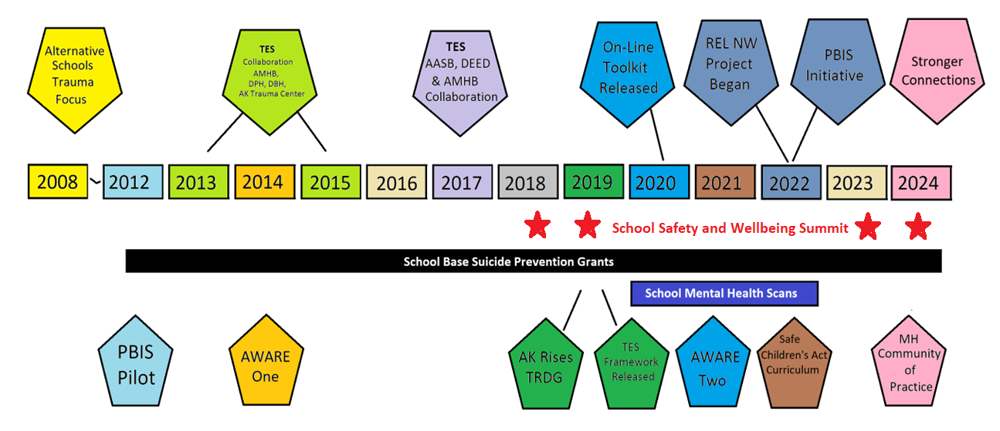 Alternative
Schools
Trauma
Focus
TES
Collaboration
AMHB,
DPH, DBH,
AK Trauma Center
TES
AASB, DEED
& AMHB
Collaboration
On-Line
Toolkit
Released
REL NW
Project
Began
PBIS
Initiative
Stronger
Connections
2008 ~ 2012 2013 2014 2015 2016 2017 2018 2019 2020 2021 2022 2023 2024
School Safety and Wellbeing Summit
School Base Suicide Prevention Grants
School Mental Health Scans
PBIS
Pilot
AWARE
One
AK Rises
TRDG
TES
Framework
Released
AWARE
Two
Safe
Children's Act
Curriculum
MH
Community
of
Practice